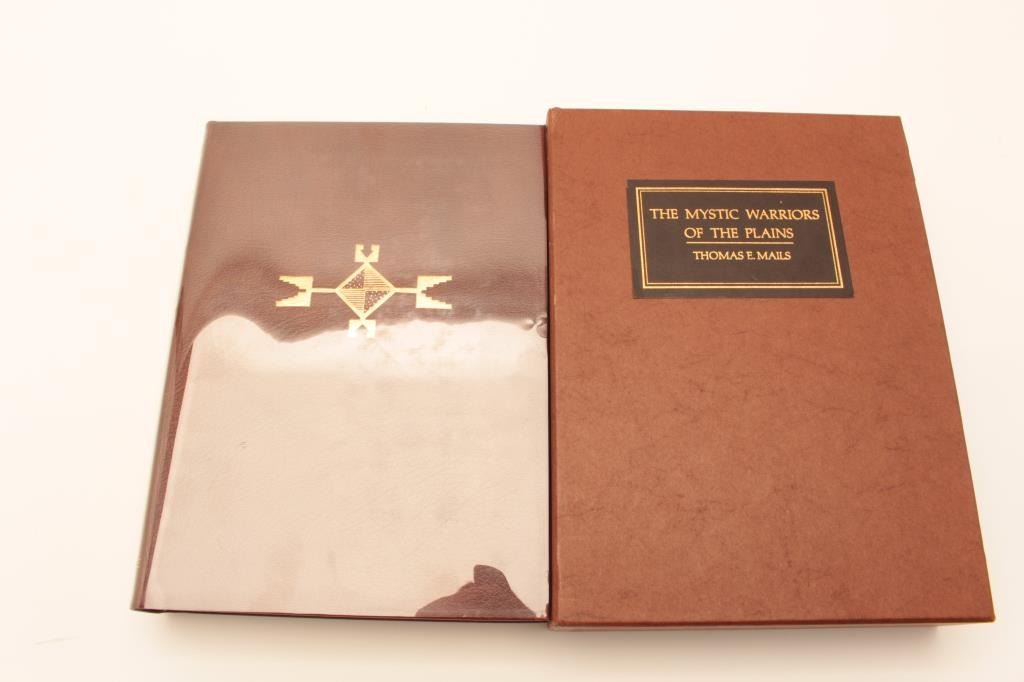 THE MYSTIC WARRIORS
OF THE PLAINS
THOMAS E. MAILS